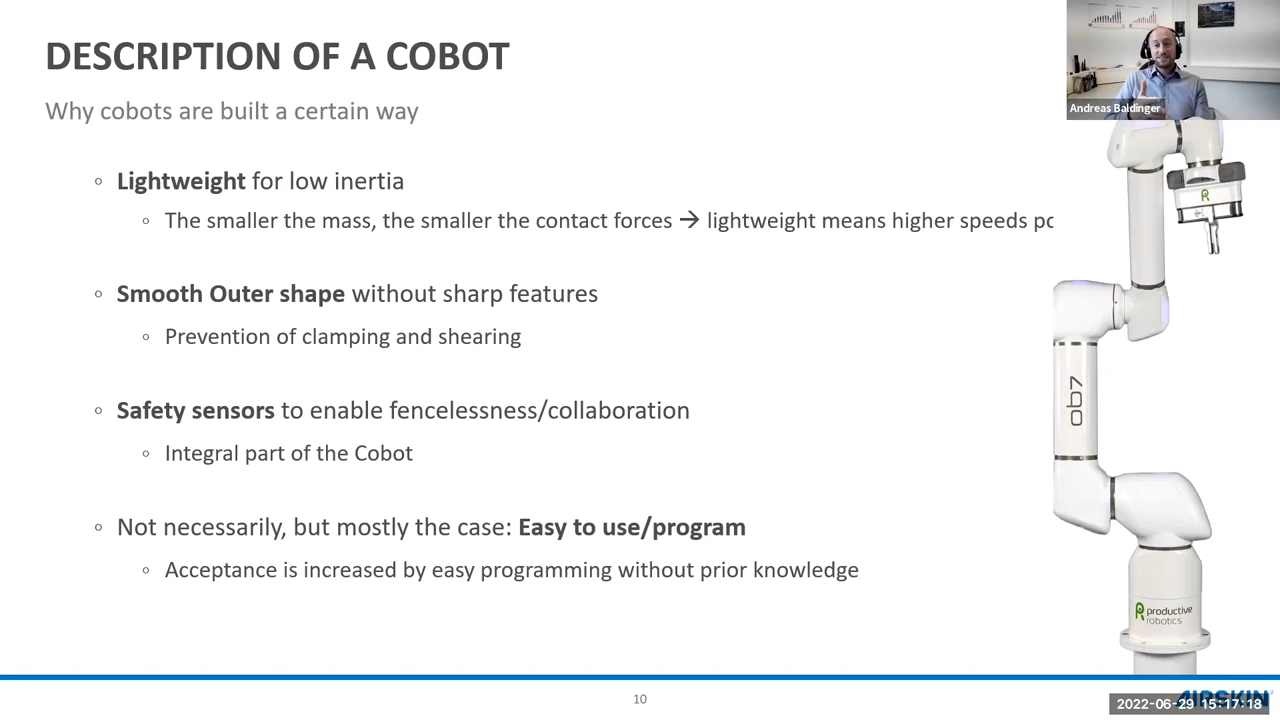 DESCRIPTION OF A COBOT
Why cobots are built a certain way
Andreas Baldinger
◦ Lightweight for low inertia
◦ The smaller the mass, the smaller the contact forces → lightweight means higher speeds
◦ Smooth Outer shape without sharp features
◦ Prevention of clamping and shearing
◦ Safety sensors to enable fencelessness/collaboration
◦ Integral part of the Cobot
◦ Not necessarily, but mostly the case: Easy to use/program
◦ Acceptance is increased by easy programming without prior knowledge
ob7
productive
robotics
10
AIRSKIN
2022-06-29 15:17:18